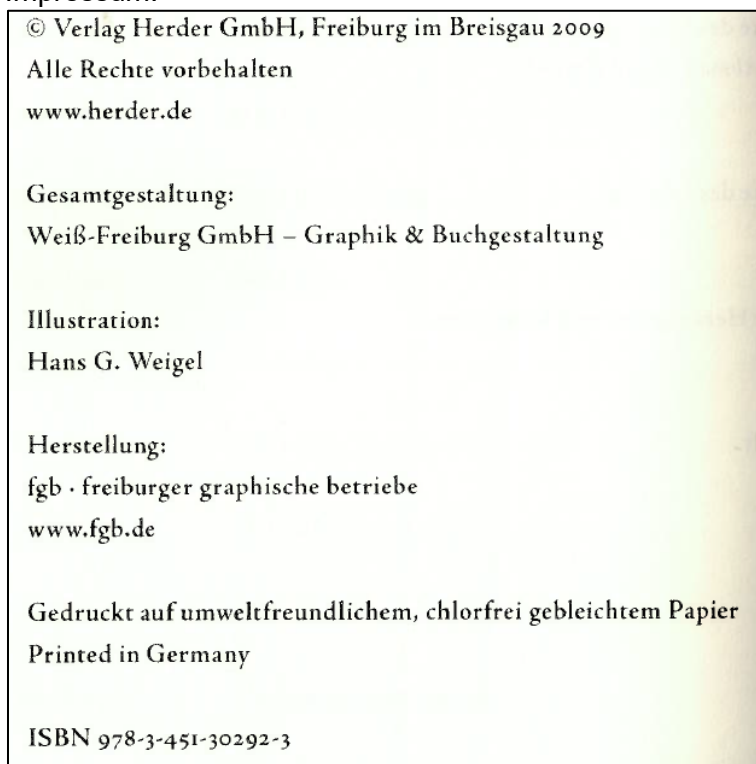 Impressum:
© Verlag Herder GmbH, Freiburg im Breisgau 2009
Alle Rechte vorbehalten
www.herder.de
Gesamtgestaltung:
Weiß-Freiburg GmbH – Graphik & Buchgestaltung
Illustration:
Hans G. Weigel
Herstellung:
fgb · freiburger graphische betriebe
www.fgb.de
Gedruckt auf umweltfreundlichem, chlorfrei gebleichtem Papier
Printed in Germany
ISBN 978-3-451-30292-3